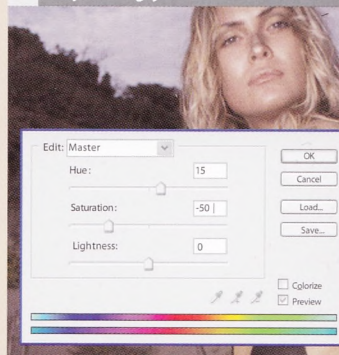 Edit: Master
OK
Hue: 15
Cancel
Saturation: -50
Load...
Save...
Lightness: 0
Colorize
Preview